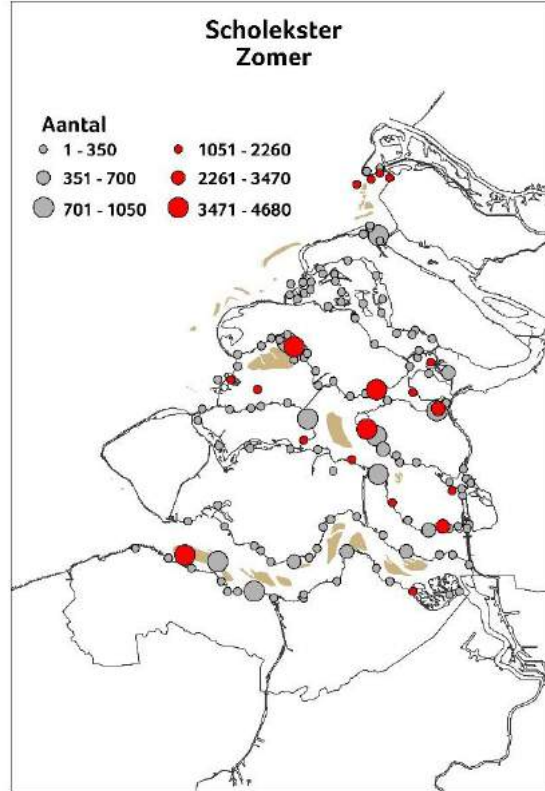 Scholekster
Zomer
Aantal
1 - 350
351 - 700
701 - 1050
1051 - 2260
2261 - 3470
3471 - 4680